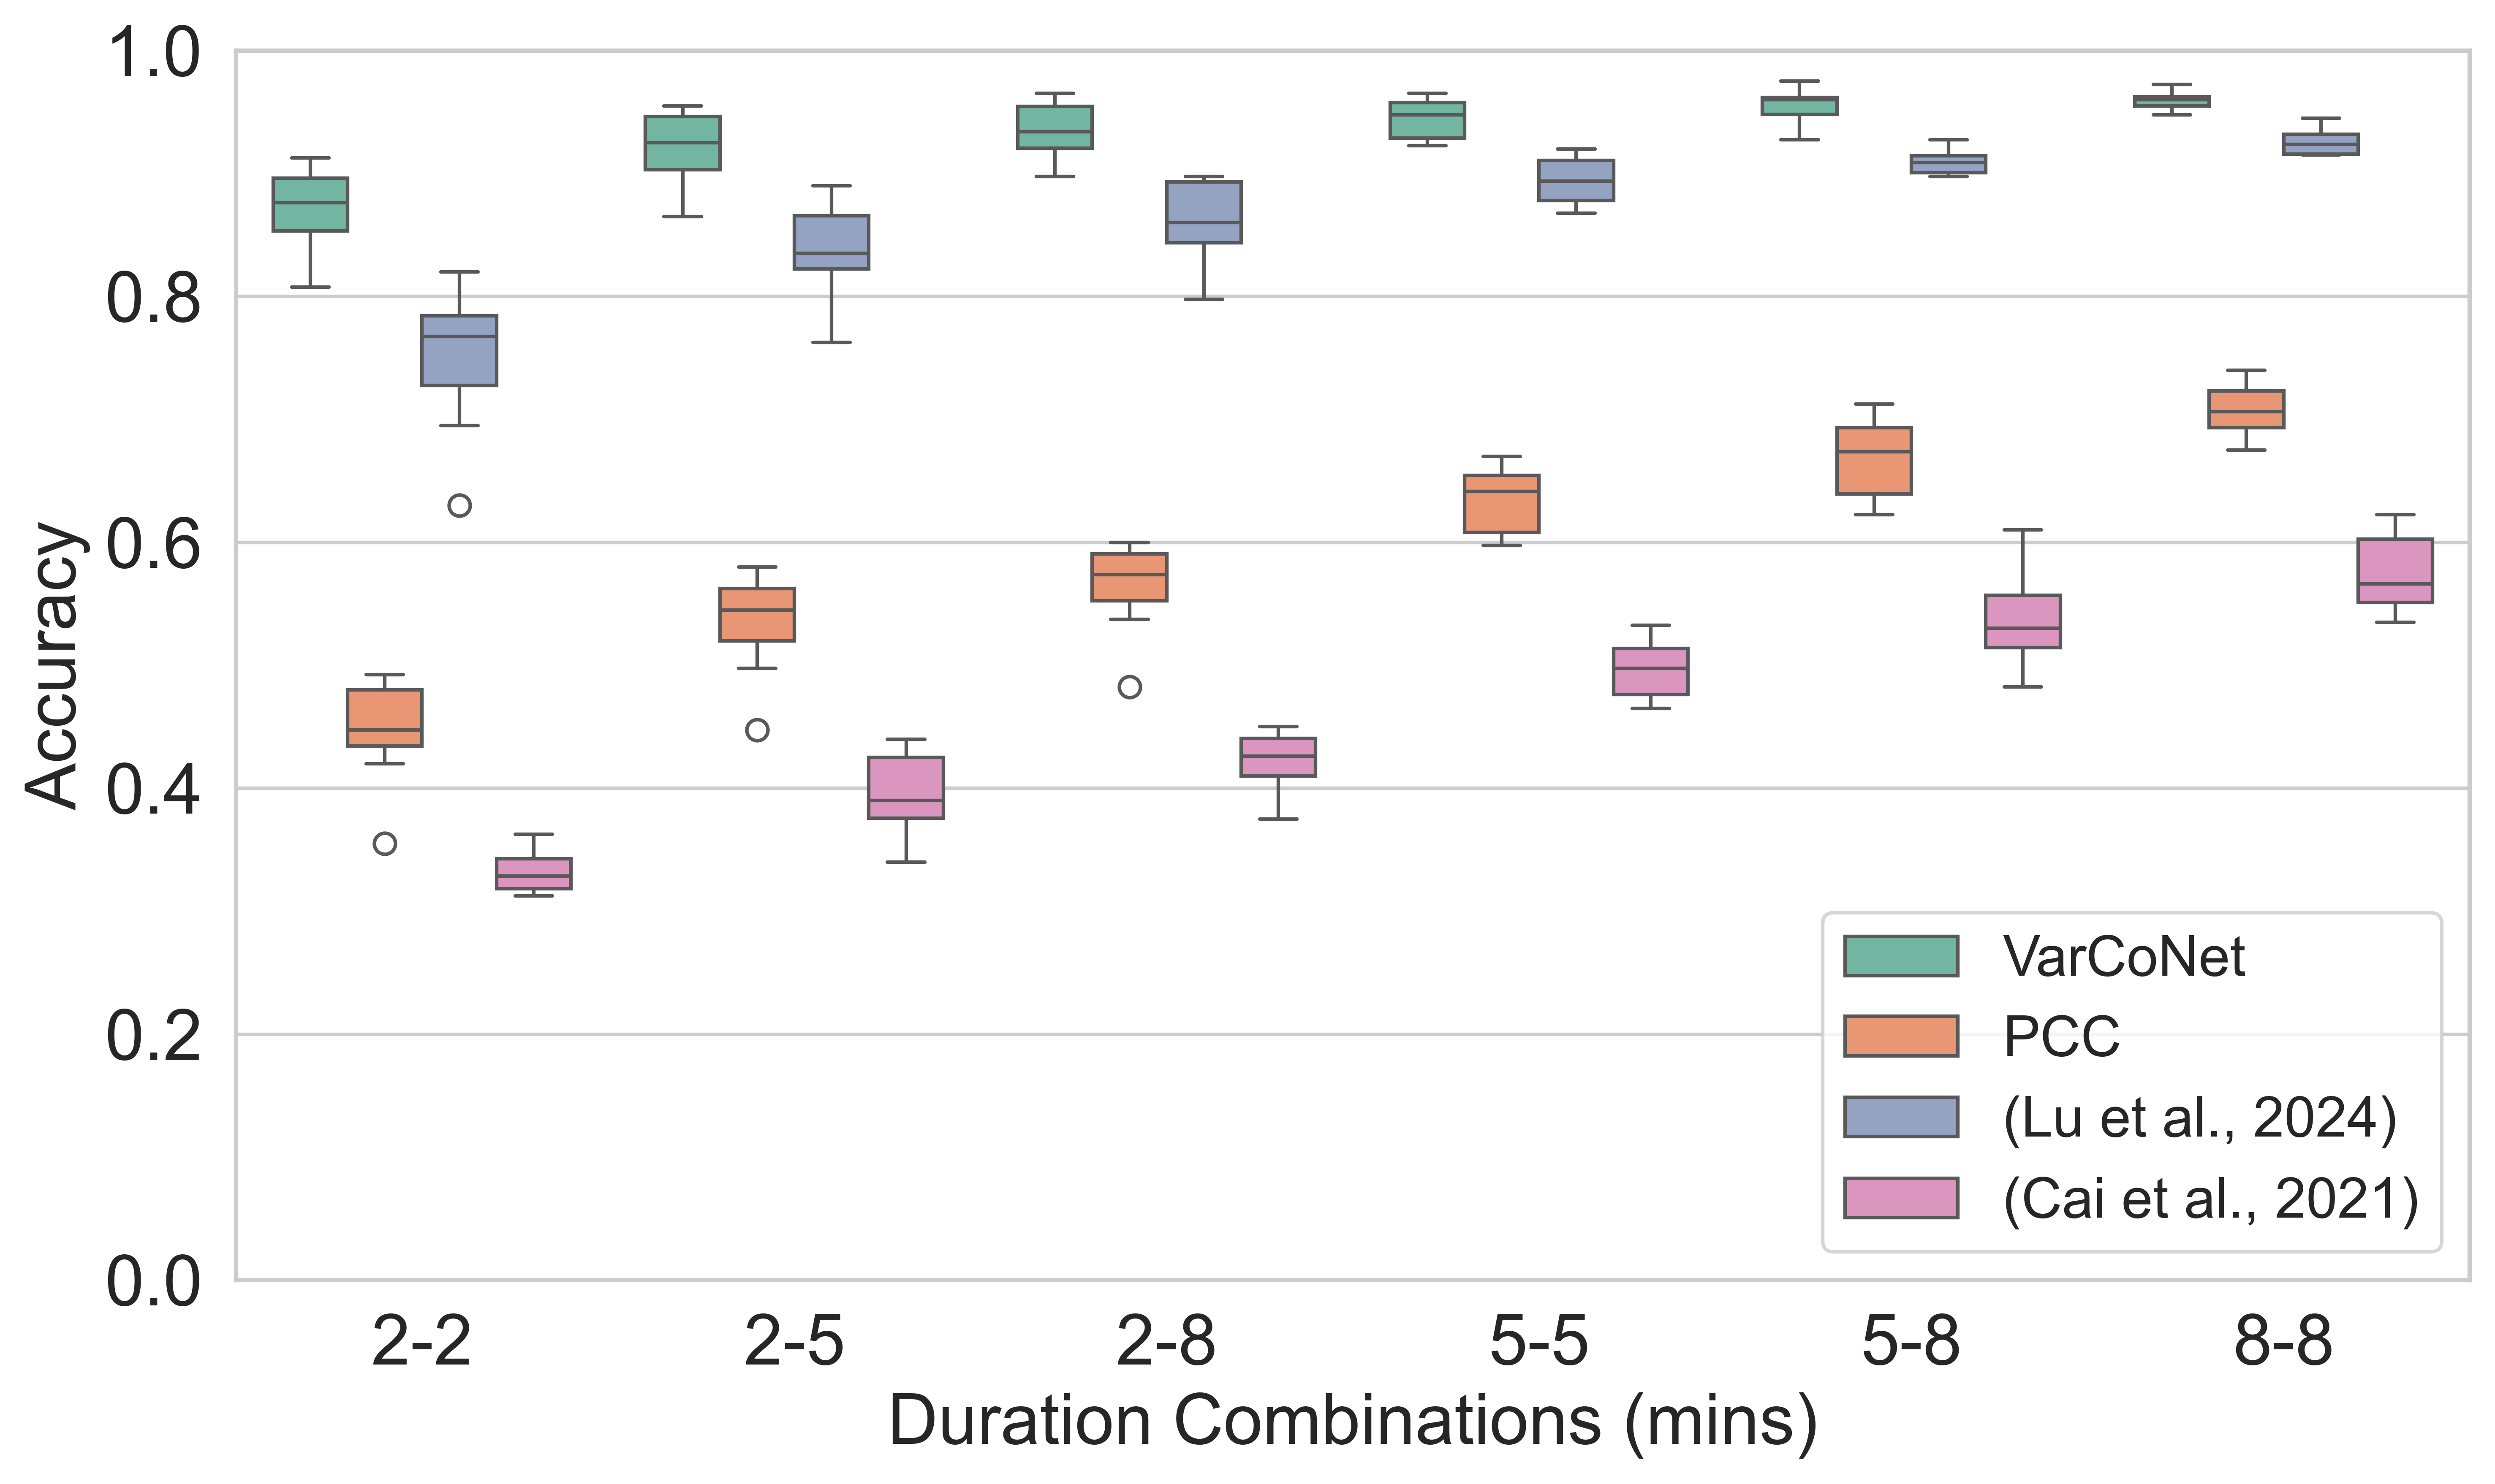 1.0
0.8
0.6
0.4
0.2
0.0
Accuracy
2-2
2-5
2-8
5-5
5-8
8-8
Duration Combinations (mins)
VarCoNet
PCC
(Lu et al., 2024)
(Cai et al., 2021)